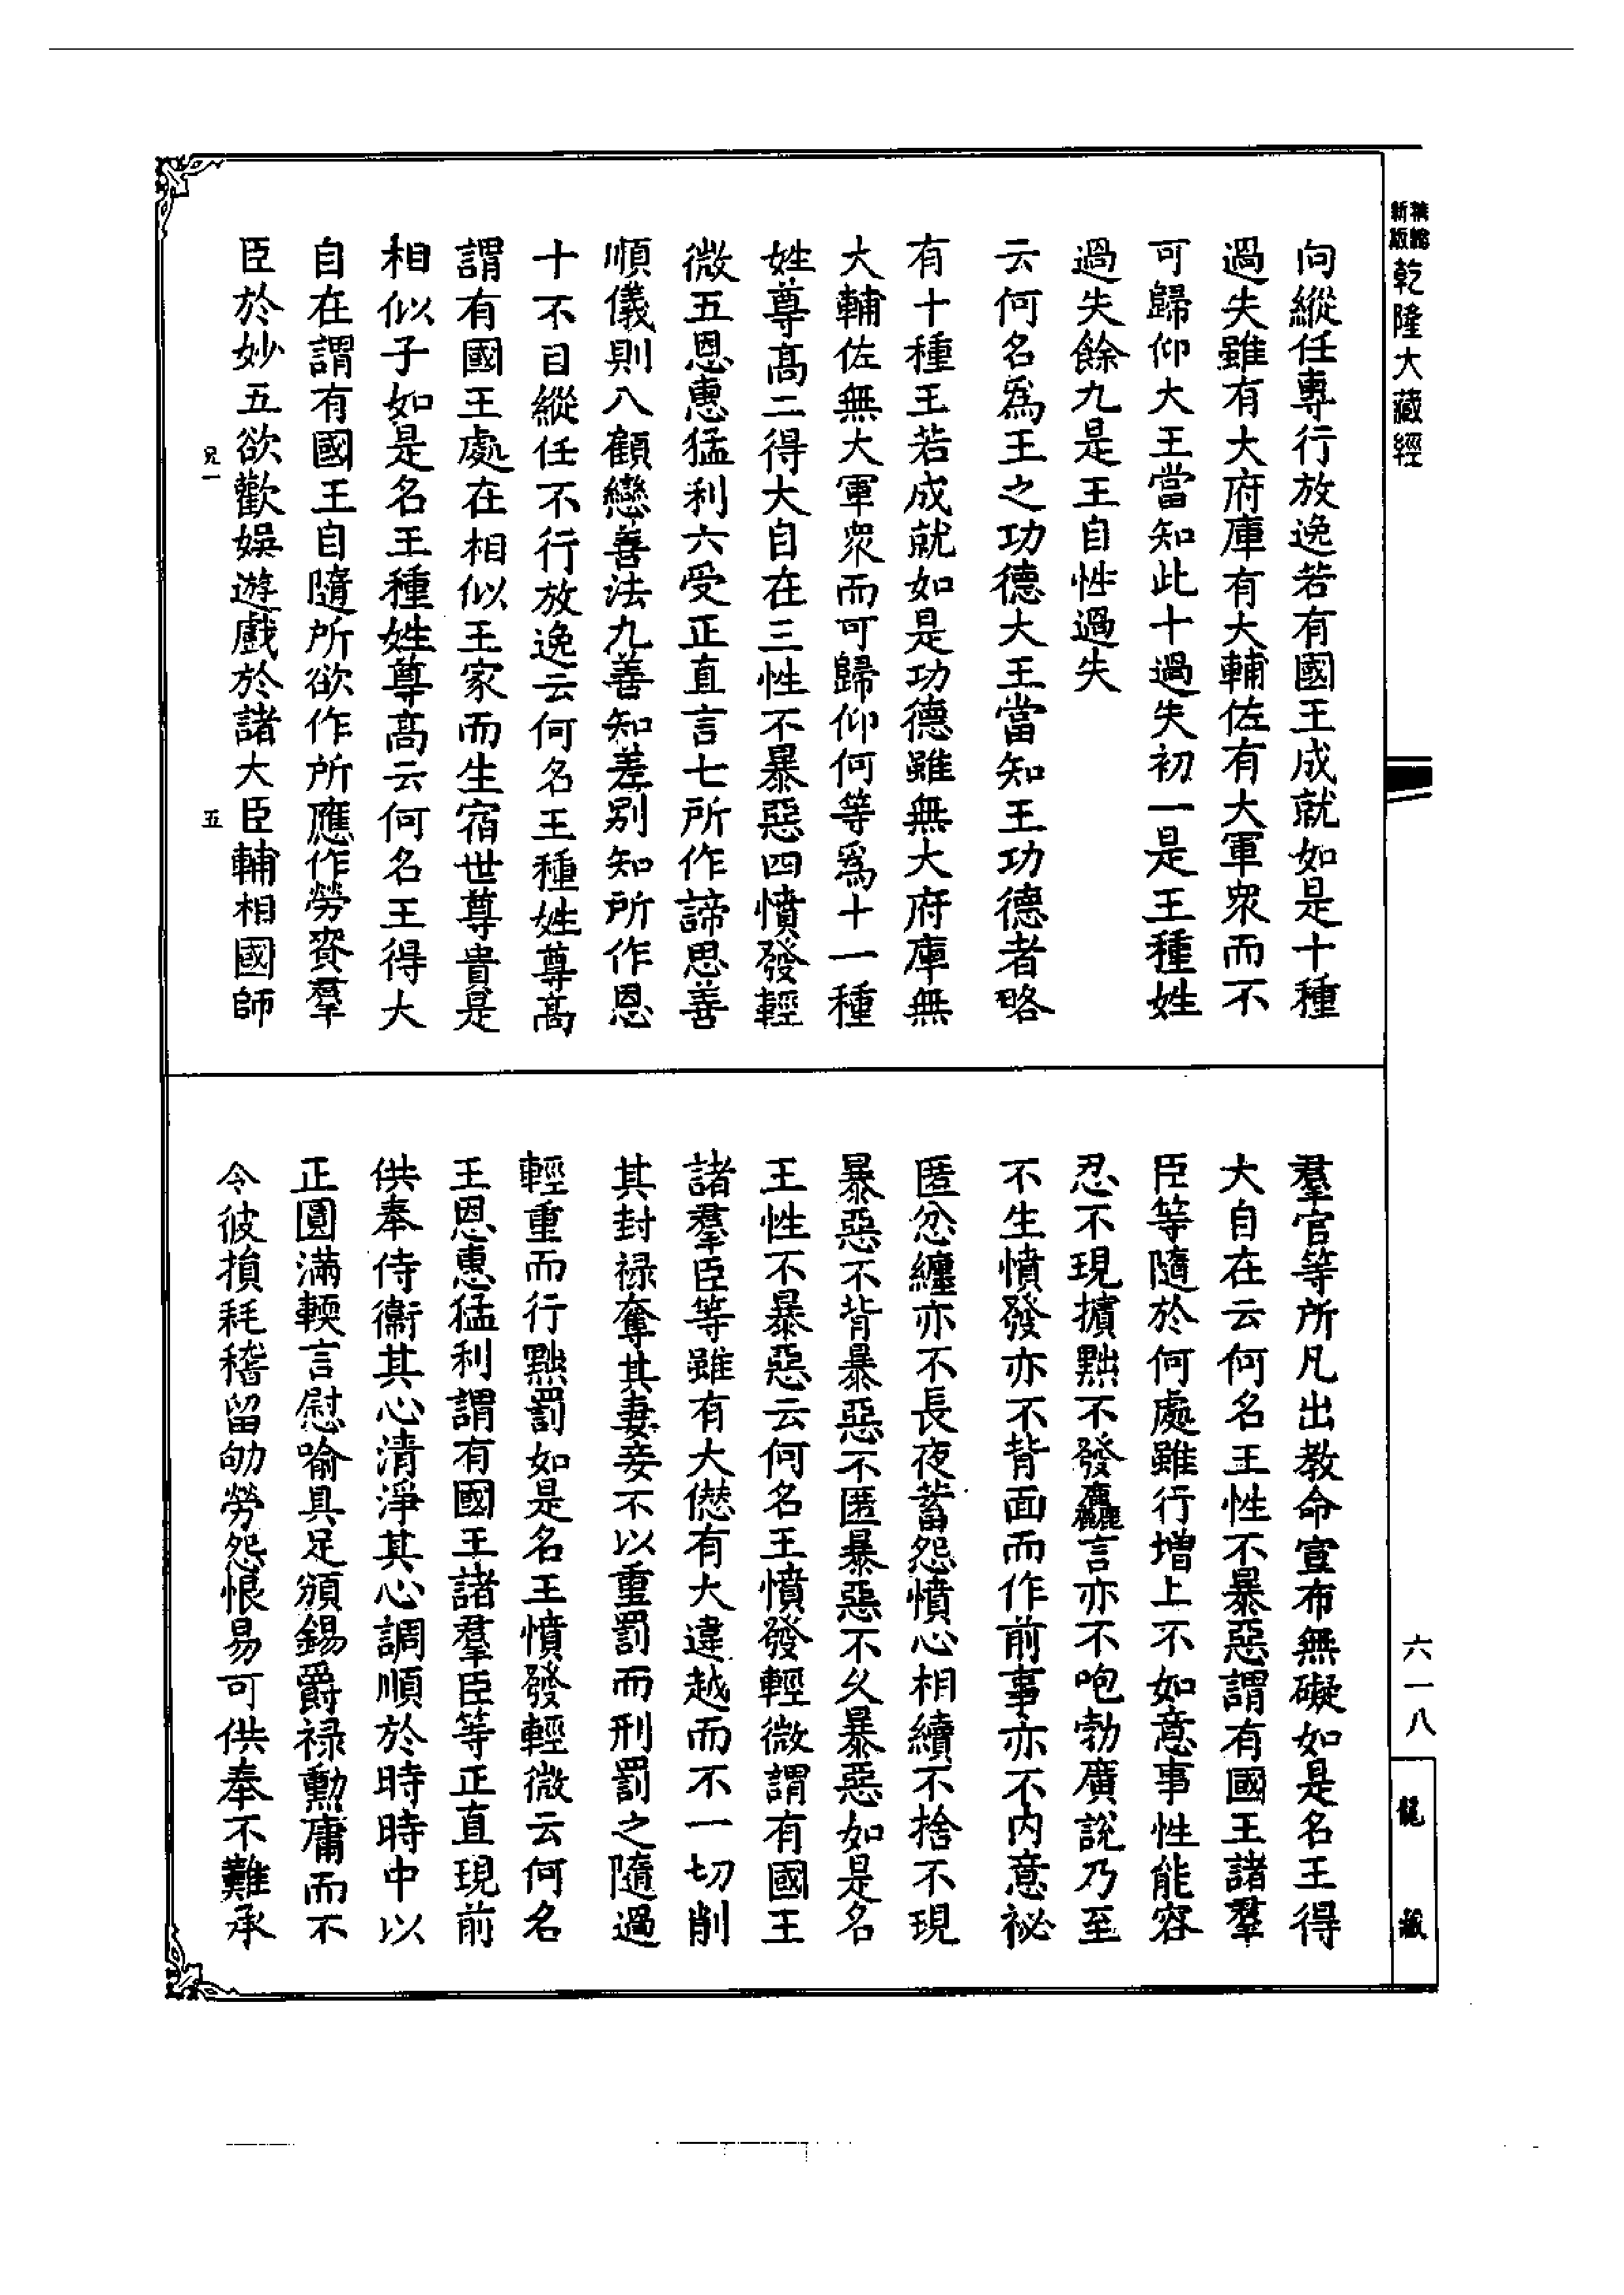 精縮
新版
乾隆大藏經
向縱任專行放逸若有國王成就如是十種
過失雖有大府庫有大輔佐有大軍衆而不
可歸仰大王當知此十過失初一是王種姓
過失餘九是王自性過失
云何名爲王之功德大王當知王功德者略
有十種王若成就如是功德雖無大府庫無
大輔佐無大軍衆而可歸仰何等爲十一種
姓尊髙二得大自在三性不暴惡四憤發輕
微五恩惠猛利六受正直言七所作諦思善
順儀則八顧戀善法九善知差别知所作恩
十不自縱任不行放逸云何名王種姓尊髙
謂有國王處在相似王家而生宿世尊貴是
相似子如是名王種姓尊髙云何名王得大
自在謂有國王自隨所欲作所應作勞賚羣
臣於妙五欲歡娛遊戲於諸大臣輔相國師
兄一
五
羣官等所凡出教命宣布無礙如是名王得
大自在云何名王性不暴惡謂有國王諸羣
臣等隨於何處雖行增上不如意事性能容
忍不現擯黜不發麤言亦不咆勃廣說乃至
不生憤發亦不背面而作前事亦不内意祕
匿忿纏亦不長夜蓄怨憤心相續不捨不現
暴惡不背暴惡不匿暴惡不久暴惡如是名
王性不暴惡云何名王憤發輕微謂有國王
諸羣臣等雖有大愆有大違越而不一切削
其封禄奪其妻妾不以重罰而刑罰之隨過
輕重而行黜罰如是名王憤發輕微云何名
王恩惠猛利謂有國王諸羣臣等正直現前
供奉侍衞其心清淨其心調順於時時中以
正圓滿輭言慰喻具足頒錫爵禄勳庸而不
令彼損耗稽留劬勞怨恨易可供奉不難承
六一八
龍藏